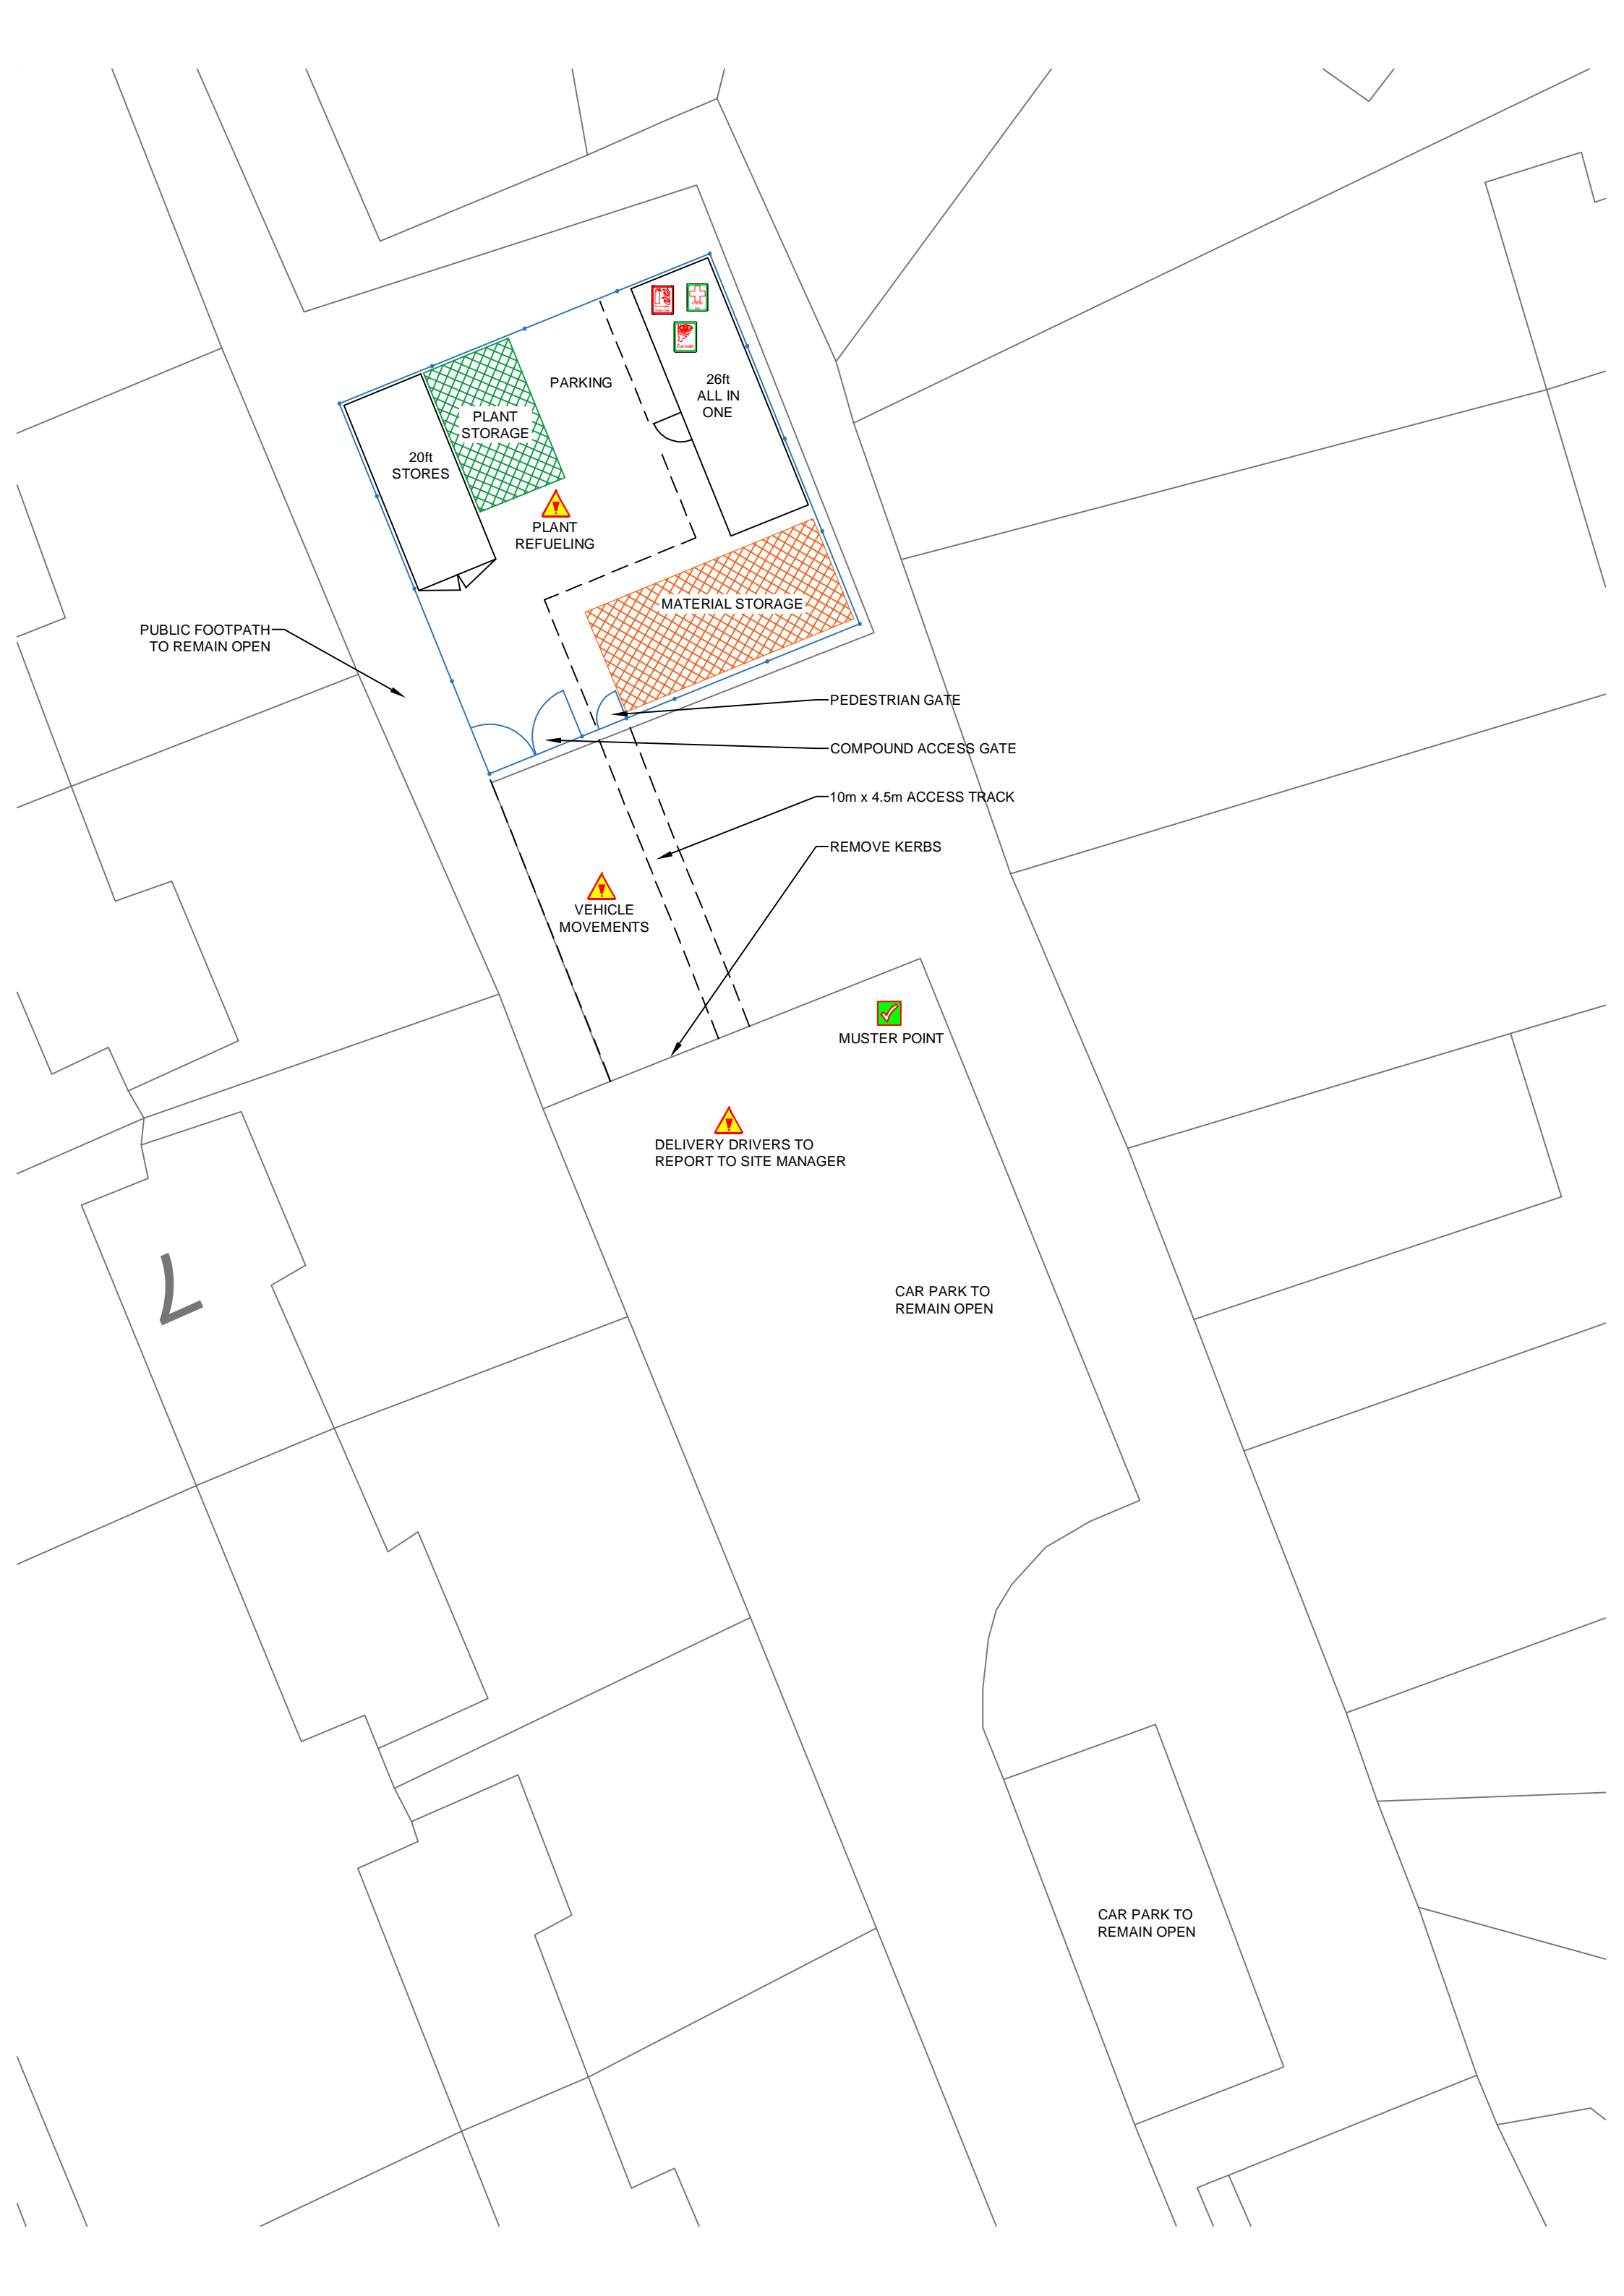 PARKING
26ft
ALL IN
ONE
PLANT
STORAGE
20ft
STORES
PLANT
REFUELING
MATERIAL STORAGE
PUBLIC FOOTPATH
TO REMAIN OPEN
PEDESTRIAN GATE
COMPOUND ACCESS GATE
10m x 4.5m ACCESS TRACK
REMOVE KERBS
VEHICLE
MOVEMENTS
MUSTER POINT
DELIVERY DRIVERS TO
REPORT TO SITE MANAGER
7
CAR PARK TO
REMAIN OPEN
CAR PARK TO
REMAIN OPEN